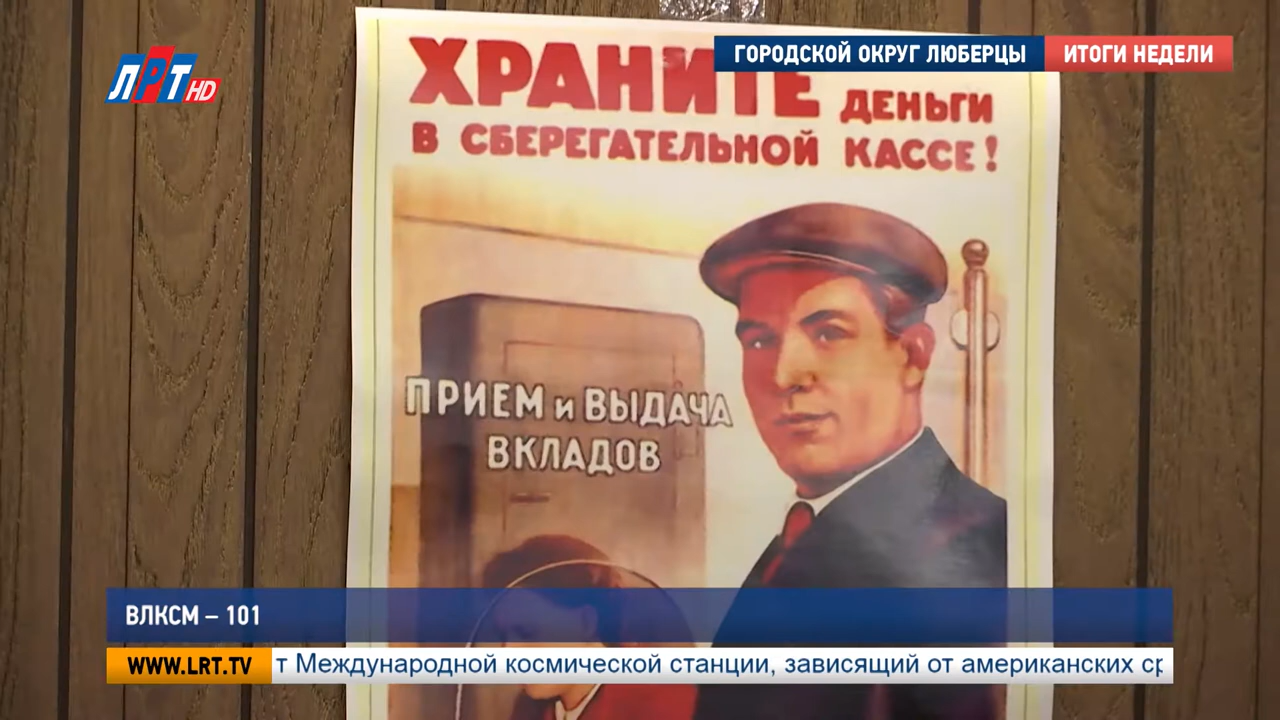 ЛРТ HD
ГОРОДСКОЙ ОКРУГ ЛЮБЕРЦЫ ИТОГИ НЕДЕЛИ
ХРАНИТЕ ДЕНЬГИ
В СБЕРЕГАТЕЛЬНОЙ КАССЕ!
ПРИЕМ и ВЫДАЧА
ВКЛАДОВ
ВЛКСМ – 101
WWW.LRT.TV т Международной космической станции, зависящий от американских ср